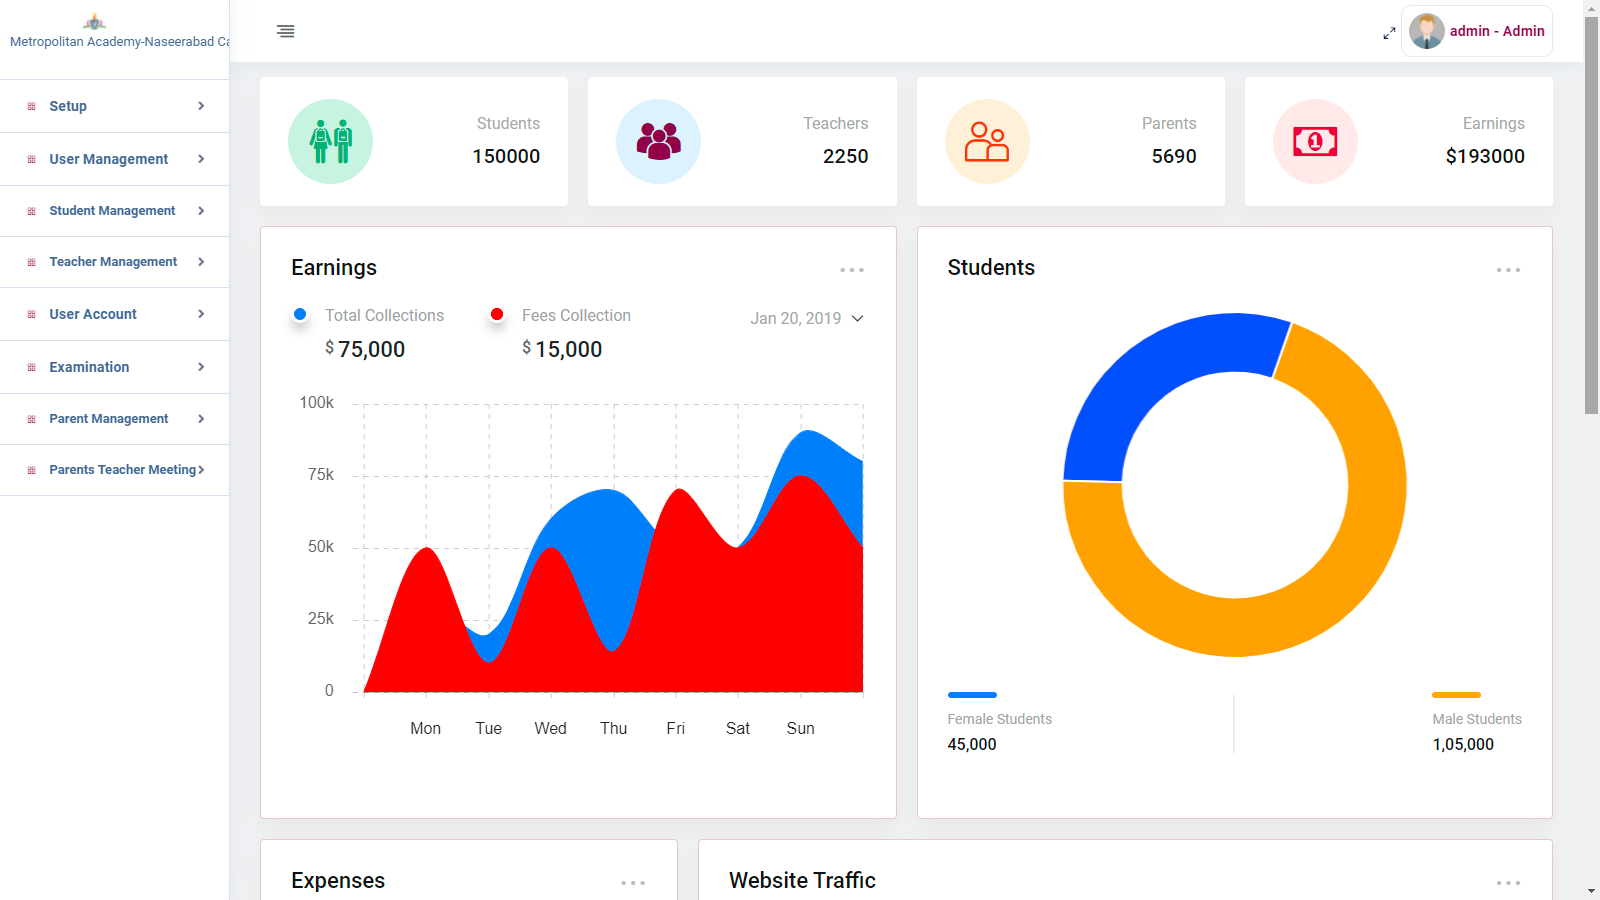 Metropolitan Academy-Naseerabad Ca
admin - Admin
Setup
User Management
Student Management
Teacher Management
User Account
Examination
Parent Management
Parents Teacher Meeting
Students
150000
Teachers
2250
Parents
5690
Earnings
$193000
Earnings
Total Collections
$ 75,000
Fees Collection
$ 15,000
Jan 20, 2019
100k
75k
50k
25k
0
Mon Tue Wed Thu Fri Sat Sun
Students
Female Students
45,000
Male Students
1,05,000
Expenses
Website Traffic